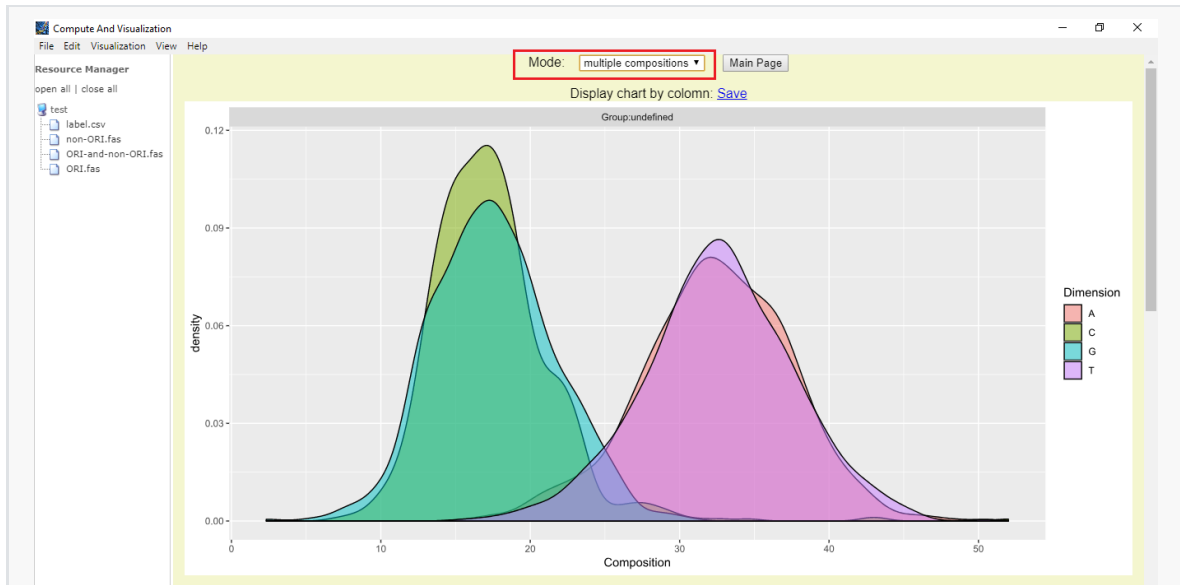 Compute And Visualization
File Edit Visualization View Help
Resource Manager
open all | close all
test
label.csv
non-ORI.fas
ORI-and-non-ORI.fas
ORI.fas
Mode: multiple compositions Main Page
Display chart by colomn: Save
Group:undefined
0.12
0.09
0.06
0.03
0.00
density
0 10 20 30 40 50
Composition
Dimension
A
C
G
T